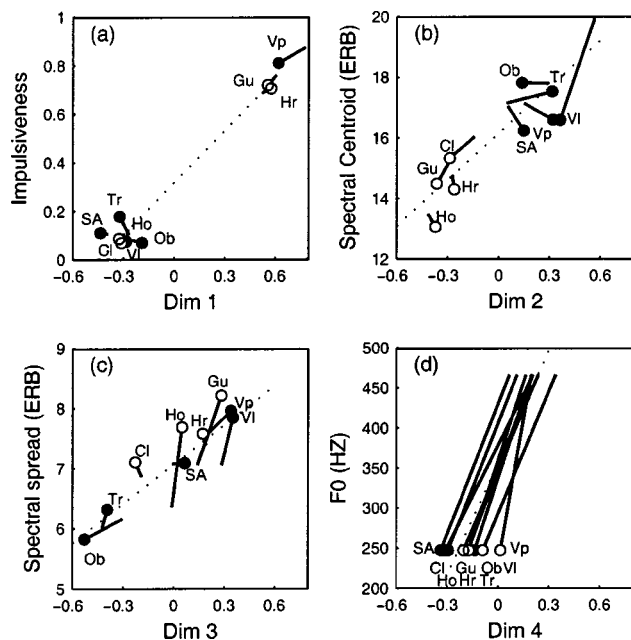 (a)
Vp
Gu
Hr
Tr
SA
Ho
Cl
Vl
Ob
1
0.8
0.6
0.4
0.2
0
−0.6 −0.3 0 0.3 0.6
Impulsiveness
Dim 1
(b)
Ob
Tr
Cl
Vp
Vl
SA
Gu
Hr
Ho
20
18
16
14
12
−0.6 −0.3 0 0.3 0.6
Spectral Centroid (ERB)
Dim 2
(c)
Gu
Ho
Hr
Vp
Vl
Cl
SA
Tr
Ob
9
8
7
6
5
−0.6 −0.3 0 0.3 0.6
Spectral spread (ERB)
Dim 3
(d)
500
450
400
350
300
250
200
SA
Vp
Cl Gu Ob Vl
Ho Hr Tr
−0.6 −0.3 0 0.3 0.6
F0 (HZ)
Dim 4